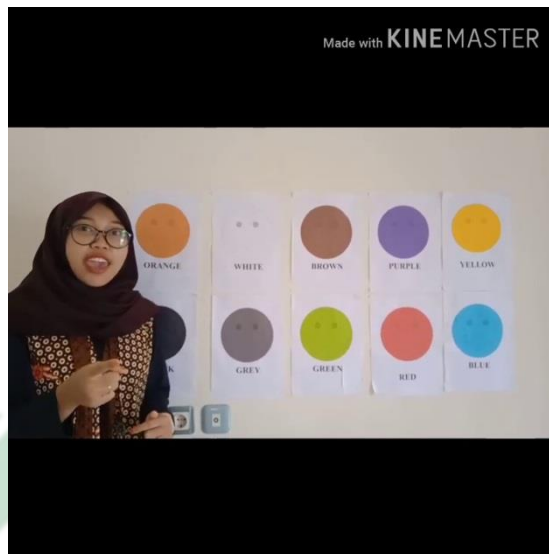 Made with KINEMASTER
ORANGE
WHITE
BROWN
PURPLE
YELLOW
K
GREY
GREEN
RED
BLUE